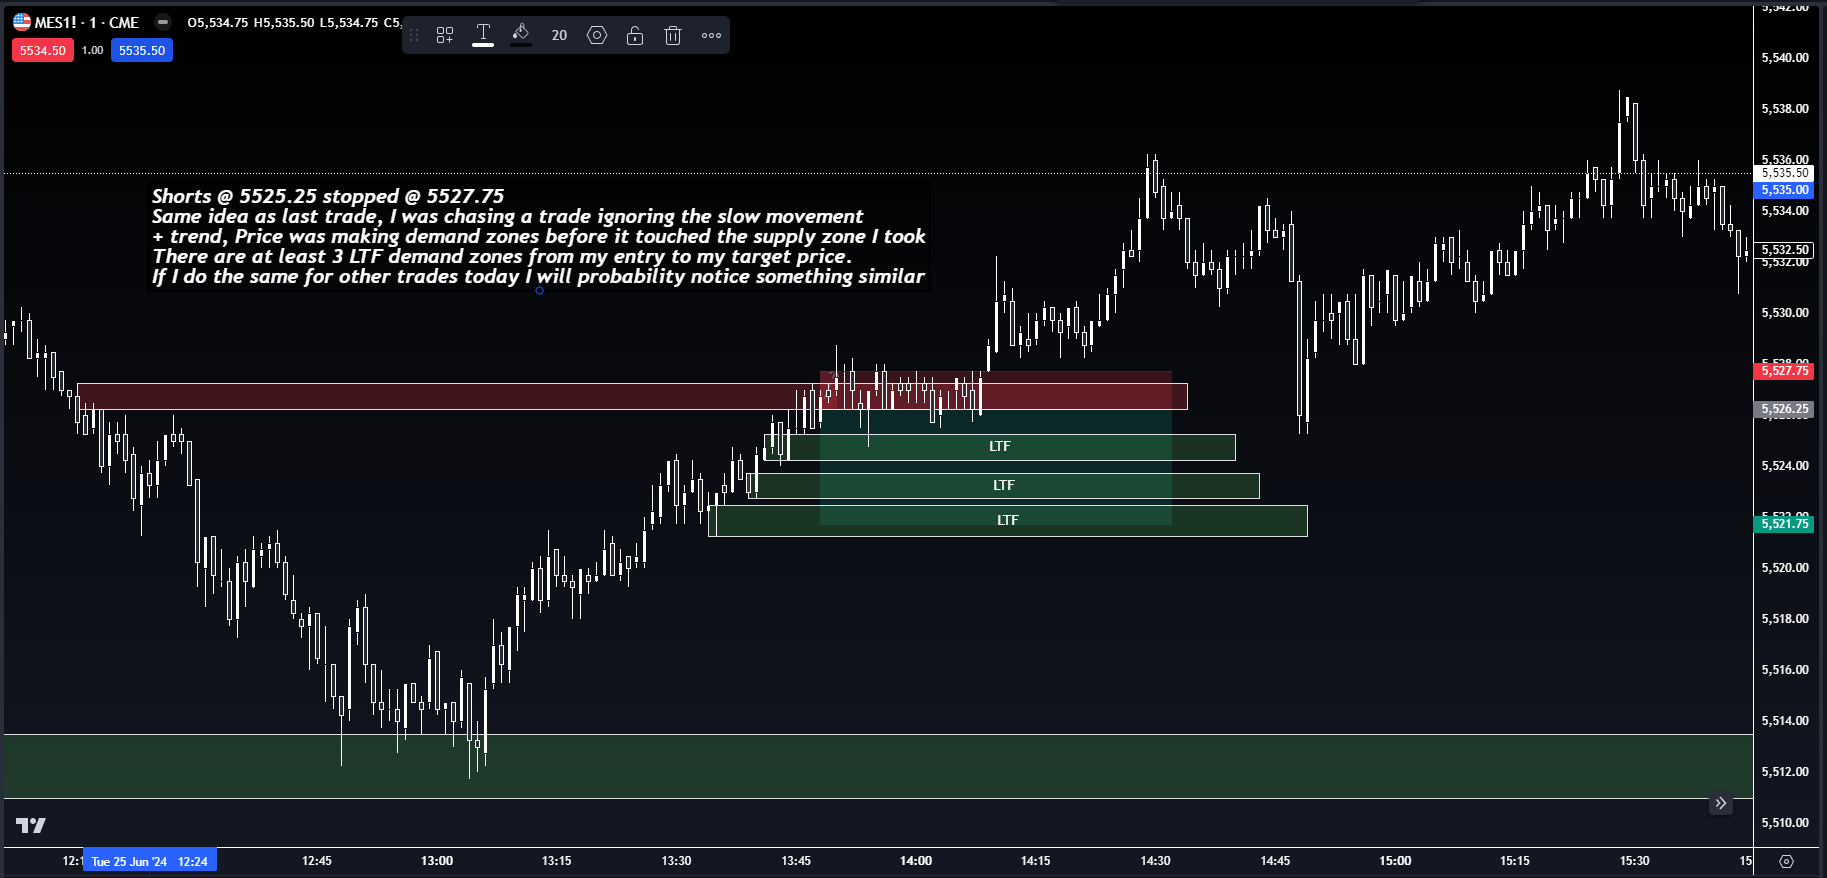 MES1! · 1 · CME
O5,534.75 H5,535.50 L5,534.75 C5,
5534.50 1.00 5535.50
T 20
Shorts @ 5525.25 stopped @ 5527.75
Same idea as last trade, I was chasing a trade ignoring the slow movement
+ trend, Price was making demand zones before it touched the supply zone I took
There are at least 3 LTF demand zones from my entry to my target price.
If I do the same for other trades today I will probability notice something similar
LTF
LTF
LTF
5,542.00
5,540.00
5,538.00
5,536.00
5,535.50
5,535.00
5,534.00
5,532.50
5,532.00
5,530.00
5,528.00
5,527.75
5,526.25
5,524.00
5,522.00
5,521.75
5,520.00
5,518.00
5,516.00
5,514.00
5,512.00
5,510.00
12:1 Tue 25 Jun '24 12:24 12:45 13:00 13:15 13:30 13:45 14:00 14:15 14:30 14:45 15:00 15:15 15:30 15